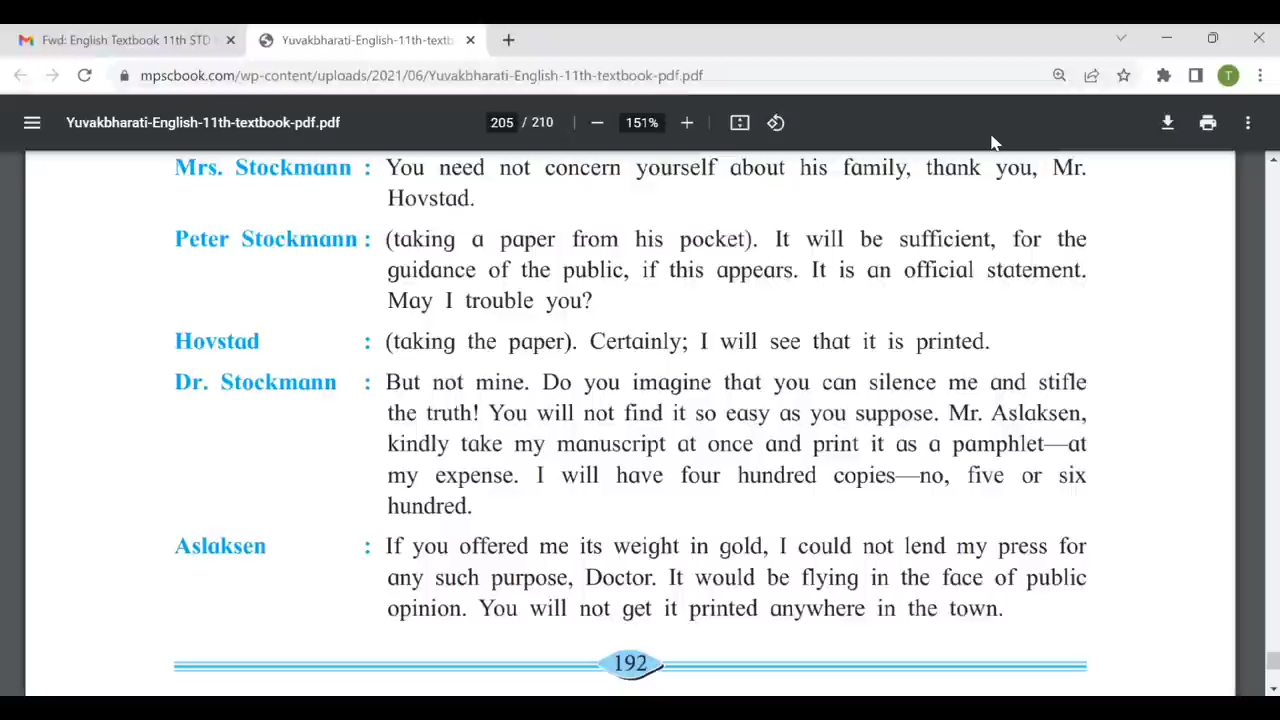 Fwd: English Textbook 11th STD
Yuvakbharati-English-11th-textb
mpscbook.com/wp-content/uploads/2021/06/Yuvakbharati-English-11th-textbook-pdf.pdf
T
Yuvakbharati-English-11th-textbook-pdf.pdf
205 / 210
151%
Mrs. Stockmann : You need not concern yourself about his family, thank you, Mr.
Hovstad.
Peter Stockmann : (taking a paper from his pocket). It will be sufficient, for the
guidance of the public, if this appears. It is an official statement.
May I trouble you?
Hovstad : (taking the paper). Certainly; I will see that it is printed.
Dr. Stockmann : But not mine. Do you imagine that you can silence me and stifle
the truth! You will not find it so easy as you suppose. Mr. Aslaksen,
kindly take my manuscript at once and print it as a pamphlet—at
my expense. I will have four hundred copies—no, five or six
hundred.
Aslaksen : If you offered me its weight in gold, I could not lend my press for
any such purpose, Doctor. It would be flying in the face of public
opinion. You will not get it printed anywhere in the town.
192